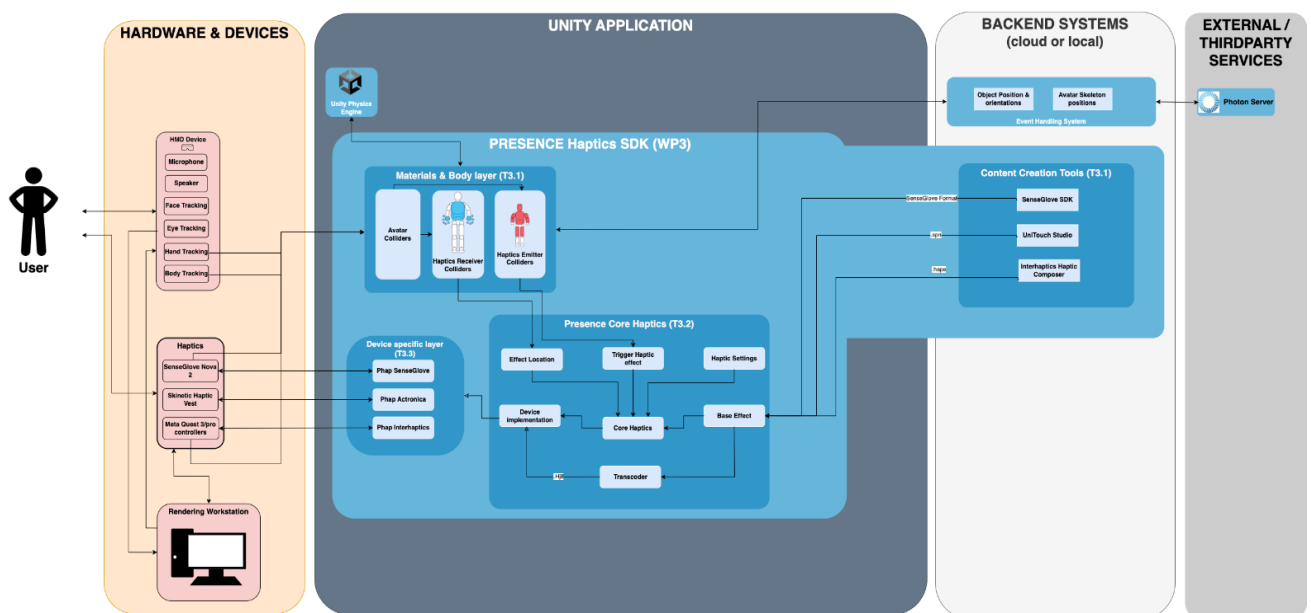 HARDWARE & DEVICES
UNITY APPLICATION
BACKEND SYSTEMS
(cloud or local)
EXTERNAL /
THIRDPARTY
SERVICES
User
HMD Device
Microphone
Speaker
Face Tracking
Eye Tracking
Hand Tracking
Body Tracking
Haptics
SenseGlove Nova
2
Skinetic Haptic
Vest
Meta Quest 3/pro
controllers
Rendering Workstation
Unity Physics
Engine
PRESENCE Haptics SDK (WP3)
Materials & Body layer (T3.1)
Avatar
Colliders
Haptics Receiver
Colliders
Haptics Emitter
Colliders
Device specific layer
(T3.3)
Phap SenseGlove
Phap Actronica
Phap Interhaptics
Presence Core Haptics (T3.2)
Effect Location
Trigger Haptic
effect
Haptic Settings
Device
implementation
Core Haptics
Base Effect
Transcoder
.Hjif
Object Position &
orientations
Avatar Skeleton
positions
Event Handling System
Photon Server
Content Creation Tools (T3.1)
SenseGlove Format
SenseGlove SDK
.spn
UniTouch Studio
.haps
Interhaptics Haptic
Composer